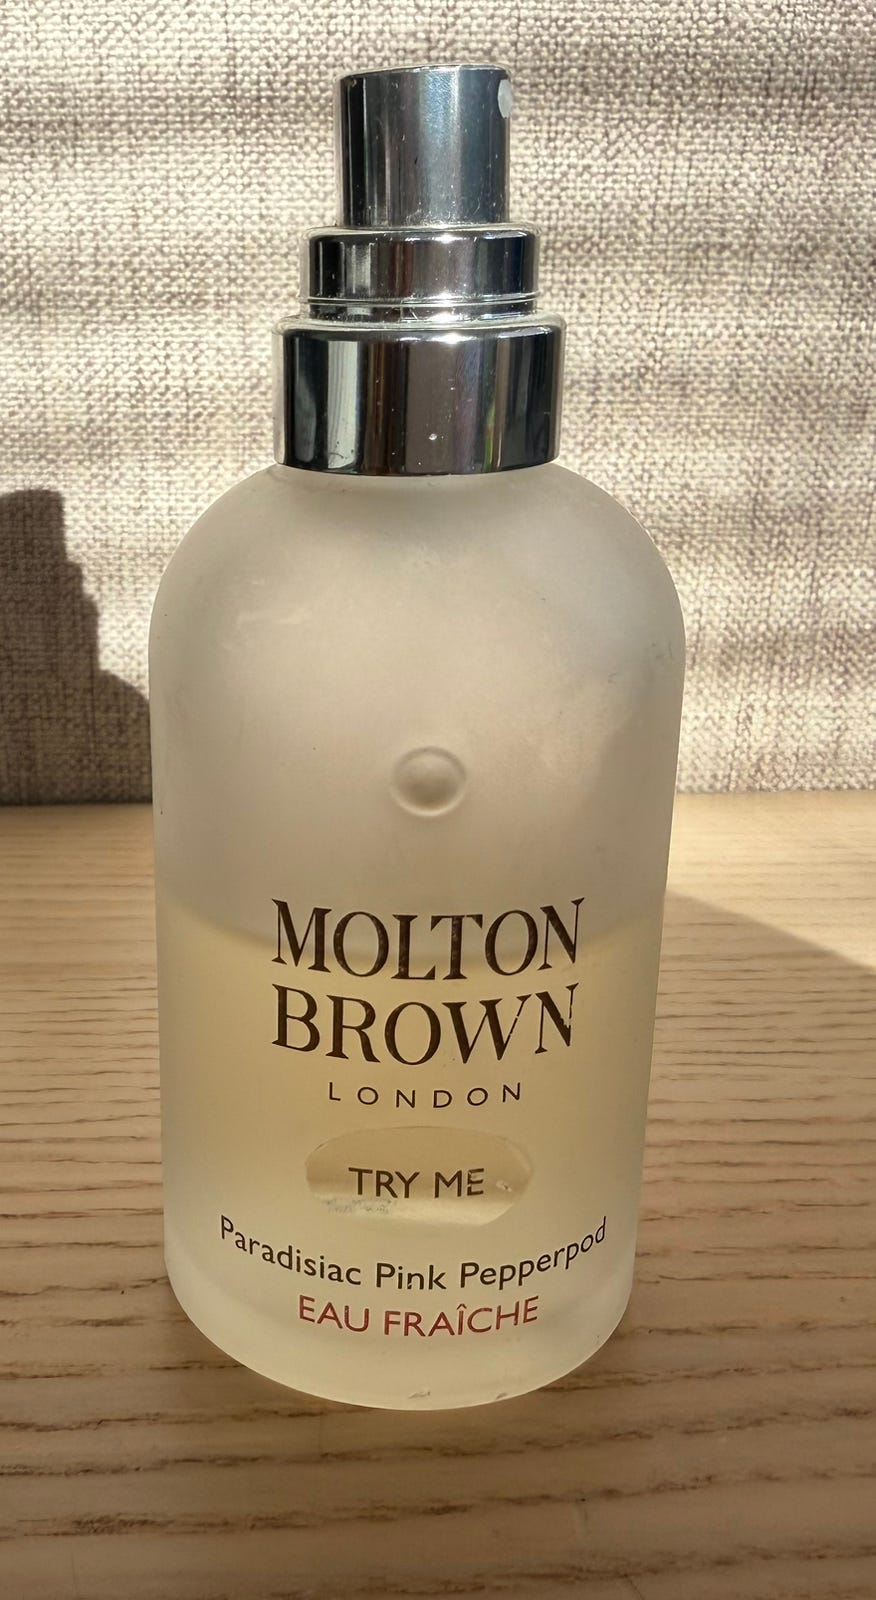 MOLTON
BROWN
LONDON
TRY ME
Paradisiac Pink Pepperpod
EAU FRAÎCHE